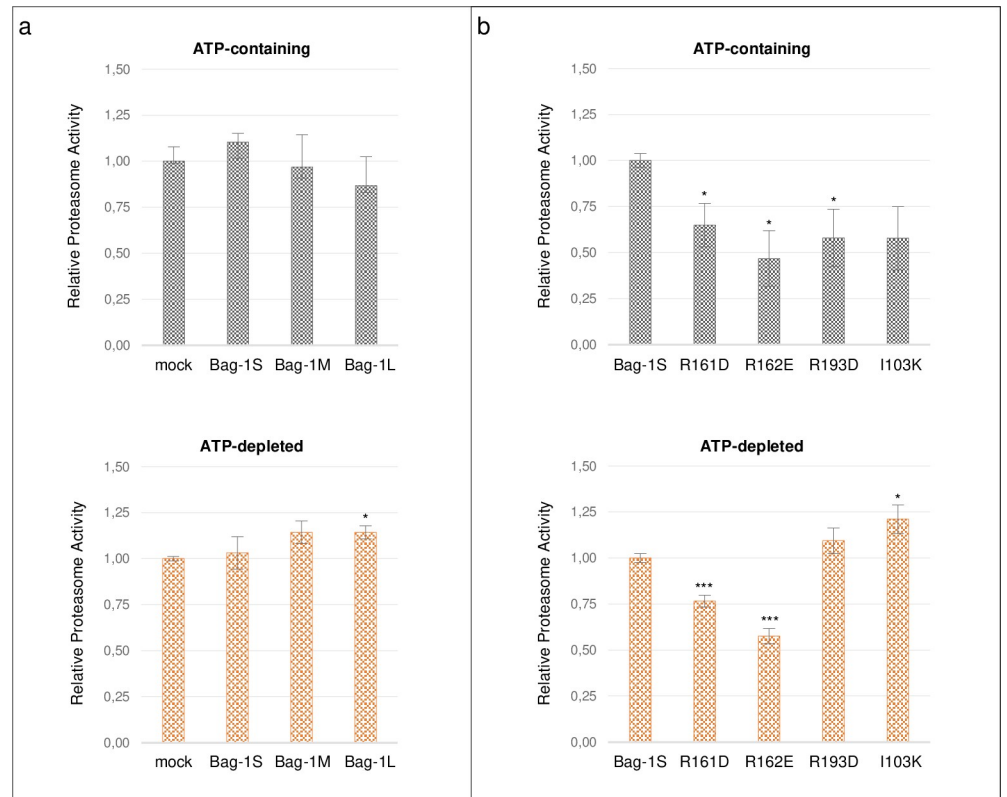 a
ATP-containing
Relative Proteasome Activity
1,50
1,25
1,00
0,75
0,50
0,25
0,00
mock Bag-1S Bag-1M Bag-1L
ATP-depleted
Relative Proteasome Activity
1,50
1,25
*
1,00
0,75
0,50
0,25
0,00
mock Bag-1S Bag-1M Bag-1L
b
ATP-containing
Relative Proteasome Activity
1,50
1,25
1,00
0,75
* * *
0,50
0,25
0,00
Bag-1S R161D R162E R193D I103K
ATP-depleted
Relative Proteasome Activity
1,50
*
1,25
1,00
*** ***
0,75
0,50
0,25
0,00
Bag-1S R161D R162E R193D I103K